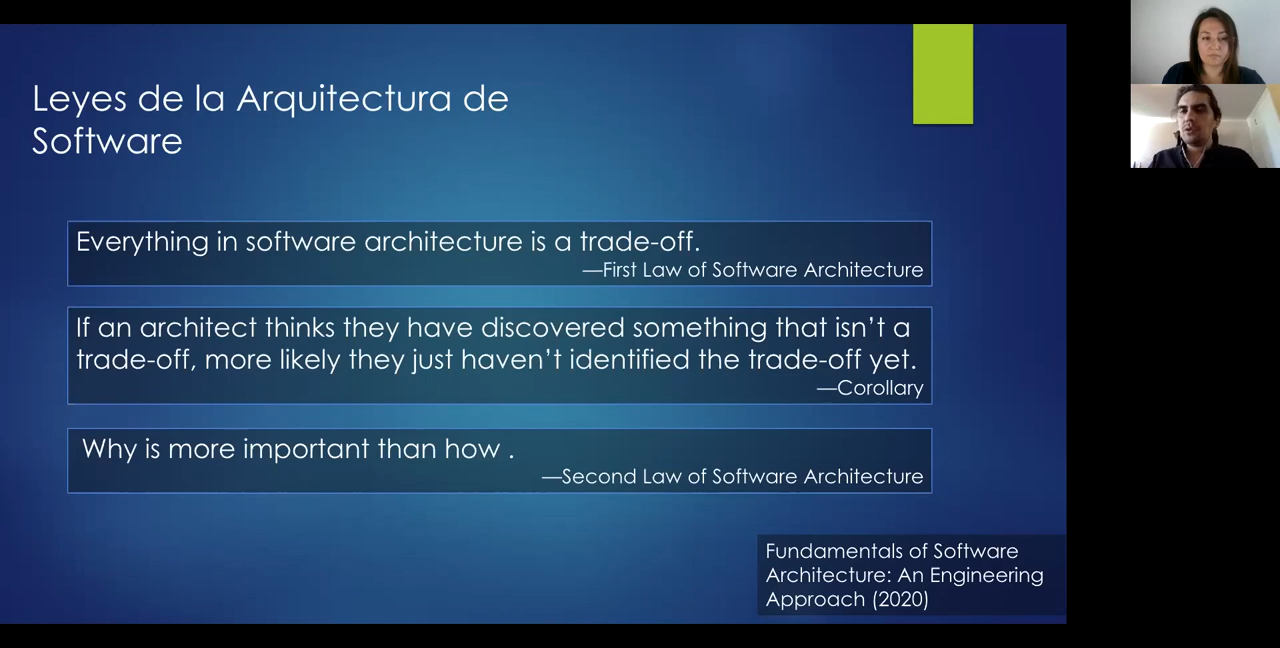 Leyes de la Arquitectura de
Software
Everything in software architecture is a trade-off.
—First Law of Software Architecture
If an architect thinks they have discovered something that isn’t a
trade-off, more likely they just haven’t identified the trade-off yet.
—Corollary
Why is more important than how .
—Second Law of Software Architecture
Fundamentals of Software
Architecture: An Engineering
Approach (2020)